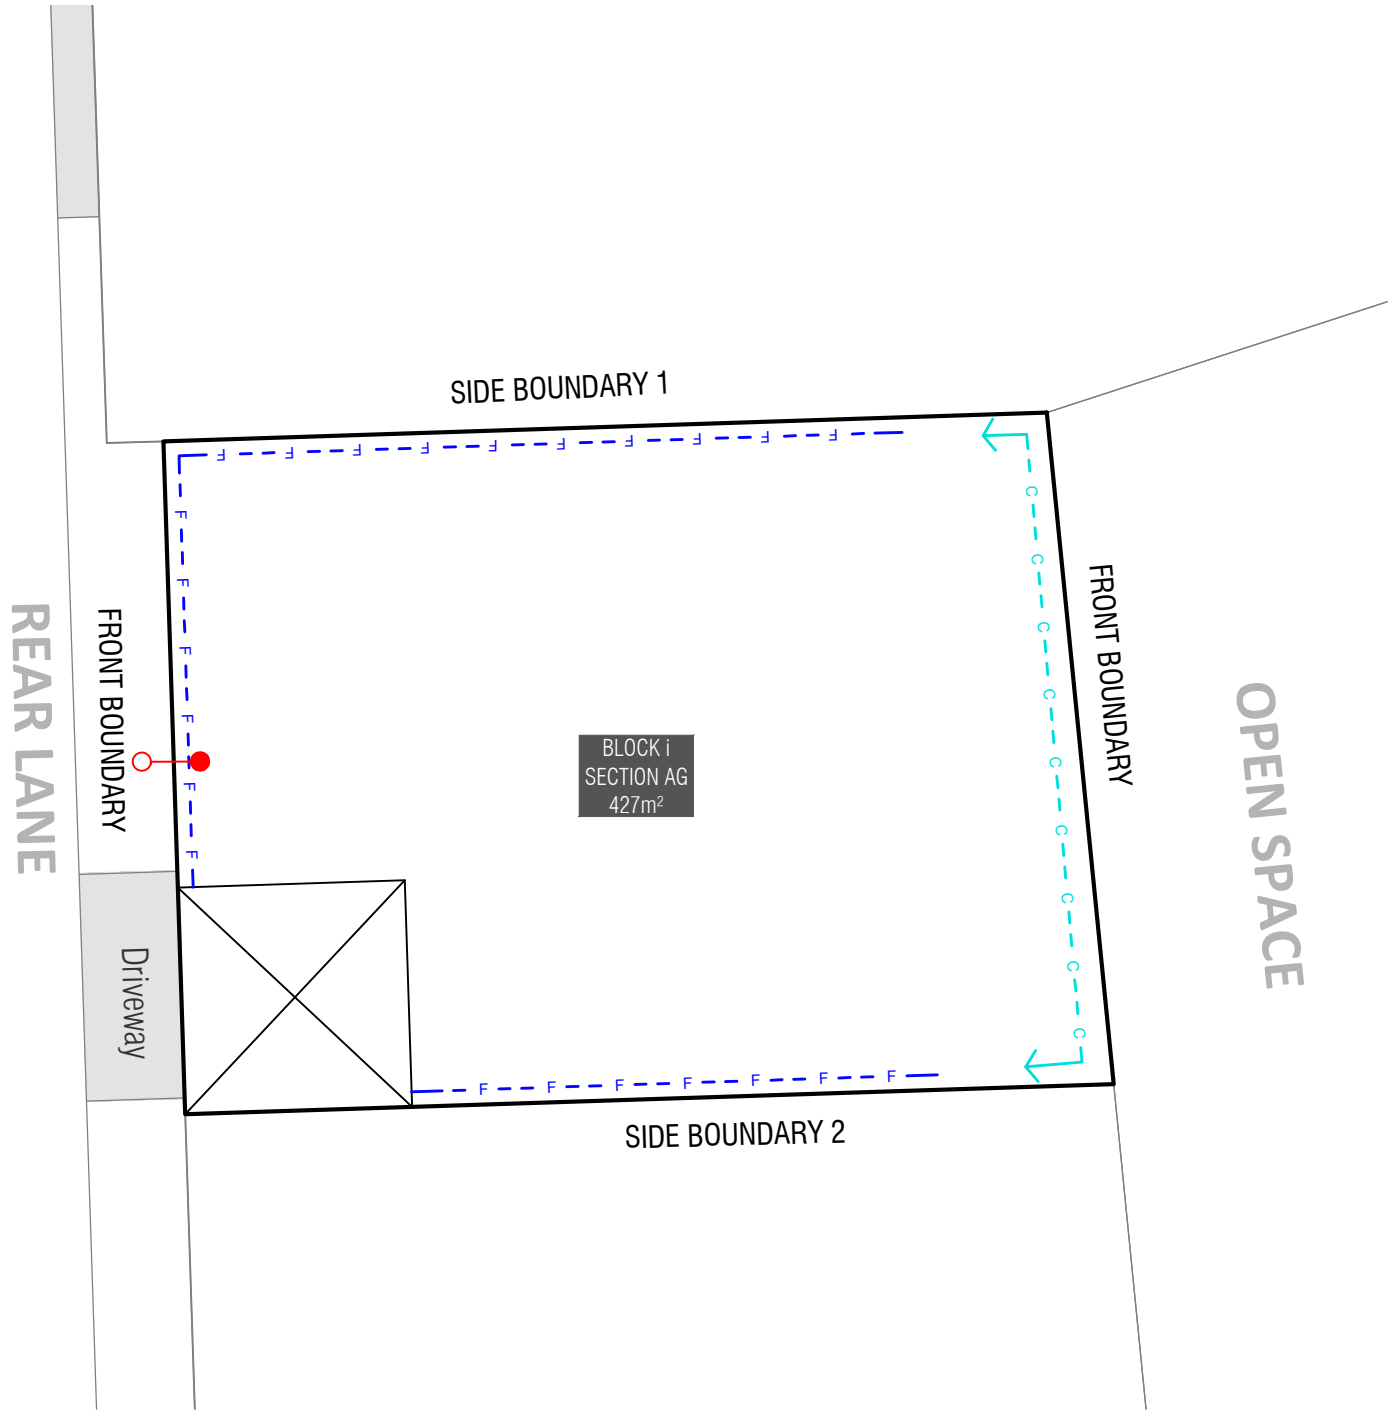 SIDE BOUNDARY 1
F F F F F F F F F F
F F F F F F
C C C C C C C C C
REAR LANE
FRONT BOUNDARY
BLOCK i
SECTION AG
427m²
FRONT BOUNDARY
OPEN SPACE
Driveway
F F F F F F F
SIDE BOUNDARY 2